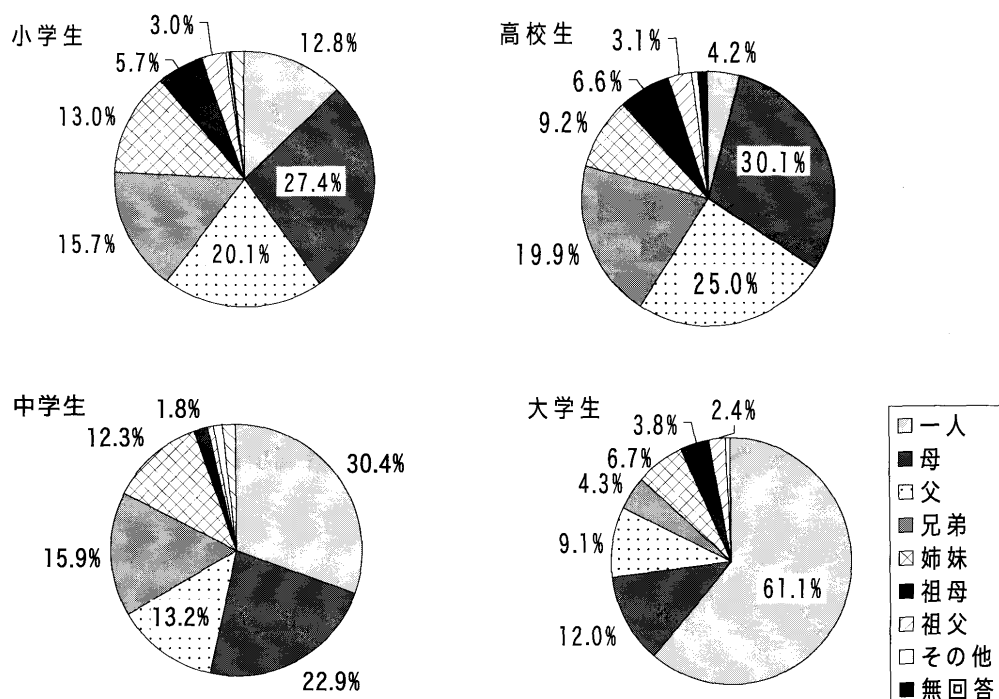 小学生
3.0%
12.8%
5.7%
13.0%
27.4%
15.7%
20.1%
高校生
3.1%
4.2%
6.6%
9.2%
30.1%
19.9%
25.0%
中学生
1.8%
12.3%
30.4%
15.9%
13.2%
22.9%
大学生
3.8%
2.4%
6.7%
4.3%
9.1%
61.1%
12.0%
一人
母
父
兄弟
姉妹
祖母
祖父
その他
無回答